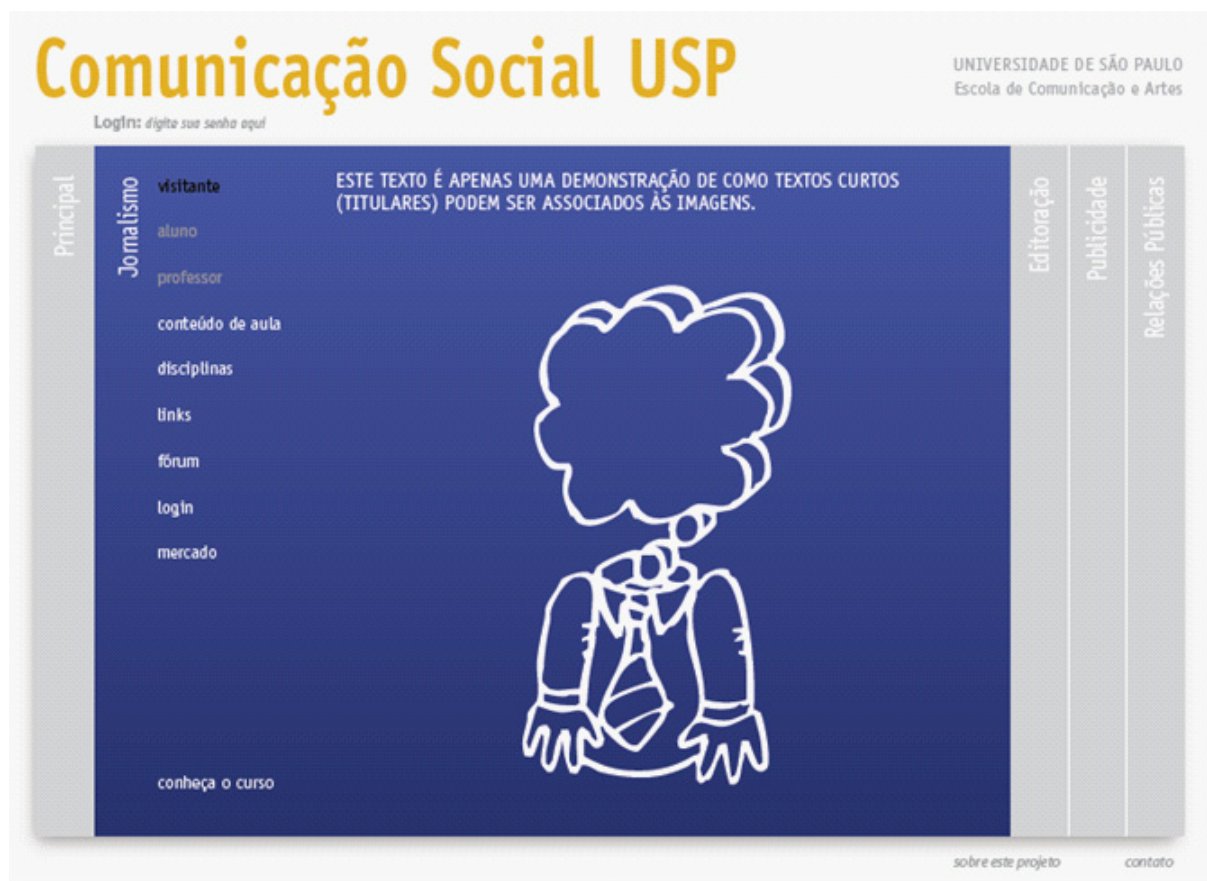 Comunicação Social USP
UNIVERSIDADE DE SÃO PAULO
Escola de Comunicação e Artes
Login: digite sua senha aqui
Principal
Jornalismo
visitante
aluno
professor
conteúdo de aula
disciplinas
links
fórum
login
mercado
conheça o curso
ESTE TEXTO É APENAS UMA DEMONSTRAÇÃO DE COMO TEXTOS CURTOS
(TITULARES) PODEM SER ASSOCIADOS ÀS IMAGENS.
Editoração
Publicidade
Relações Públicas
sobre este projeto
contato